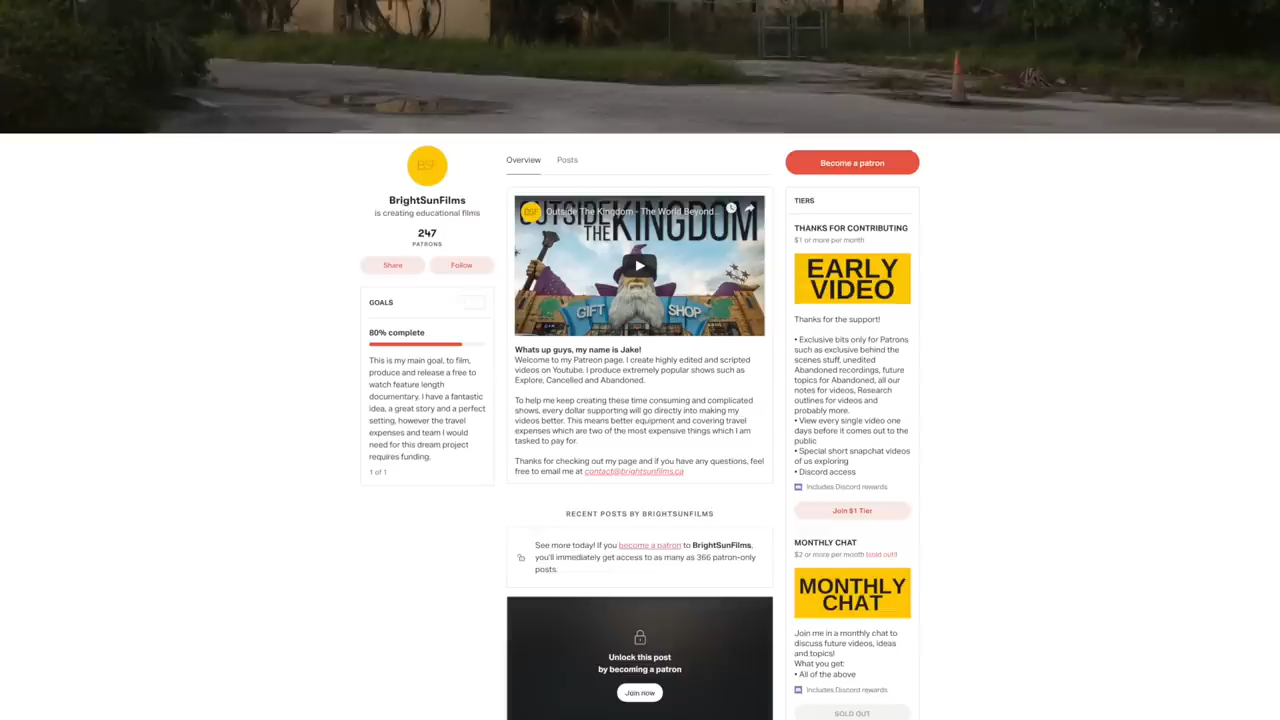 BSF
BrightSunFilms
is creating educational films
247
PATRONS
Share
Follow
GOALS
80% complete
This is my main goal, to film,
produce and release a free to
watch feature length
documentary. I have a fantastic
idea, a great story and a perfect
setting, however the travel
expenses and team I would
need for this dream project
requires funding.
1 of 1
Overview
Posts
BSF
Outside The Kingdom - The World Beyond...
OUTSIDE
THE KINGDOM
GIFT SHOP
Whats up guys, my name is Jake!
Welcome to my Patreon page. I create highly edited and scripted
videos on Youtube. I produce extremely popular shows such as
Explore, Cancelled and Abandoned.
To help me keep creating these time consuming and complicated
shows, every dollar supporting will go directly into making my
videos better. This means better equipment and covering travel
expenses which are two of the most expensive things which I am
tasked to pay for.
Thanks for checking out my page and if you have any questions, feel
free to email me at contact@brightsunfilms.ca
RECENT POSTS BY BRIGHTSUNFILMS
See more today! If you become a patron to BrightSunFilms,
you'll immediately get access to as many as 366 patron-only
posts.
Unlock this post
by becoming a patron
Join now
Become a patron
TIERS
THANKS FOR CONTRIBUTING
$1 or more per month
EARLY
VIDEO
Thanks for the support!
• Exclusive bits only for Patrons
such as exclusive behind the
scenes stuff, unedited
Abandoned recordings, future
topics for Abandoned, all our
notes for videos, Research
outlines for videos and
probably more.
• View every single video one
days before it comes out to the
public
• Special short snapchat videos
of us exploring
• Discord access
Includes Discord rewards
Join $1 Tier
MONTHLY CHAT
$2 or more per month (sold out!)
MONTHLY
CHAT
Join me in a monthly chat to
discuss future videos, ideas
and topics!
What you get:
• All of the above
Includes Discord rewards
SOLD OUT